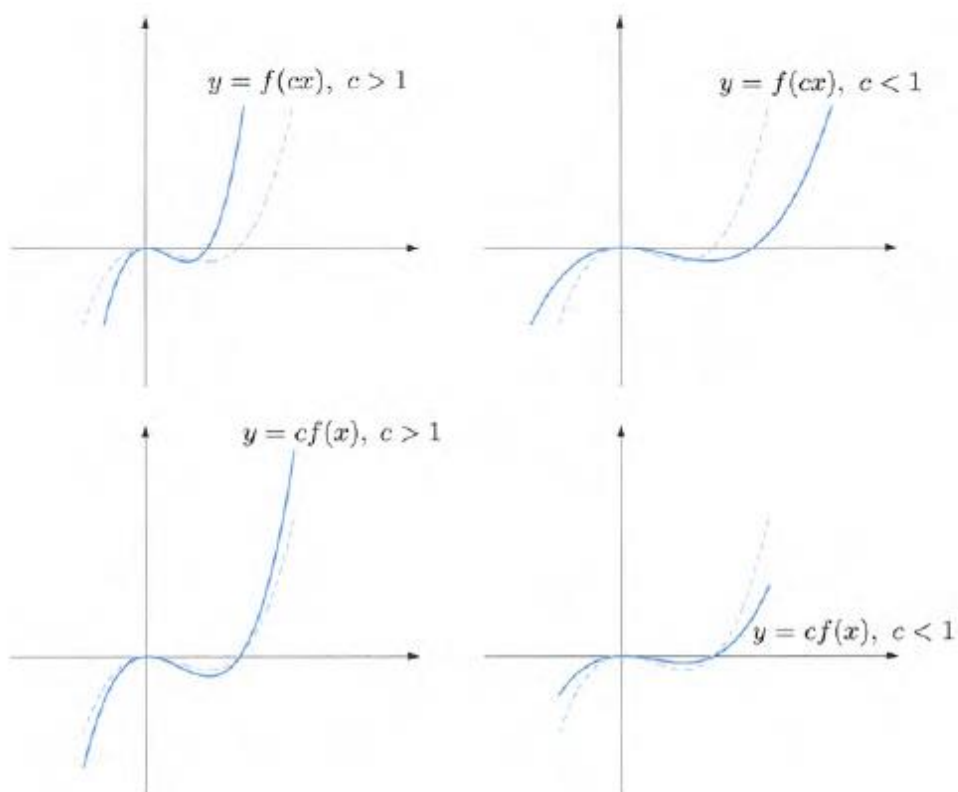 y = f(cx), c > 1
y = f(cx), c < 1
y = cf(x), c > 1
y = cf(x), c < 1